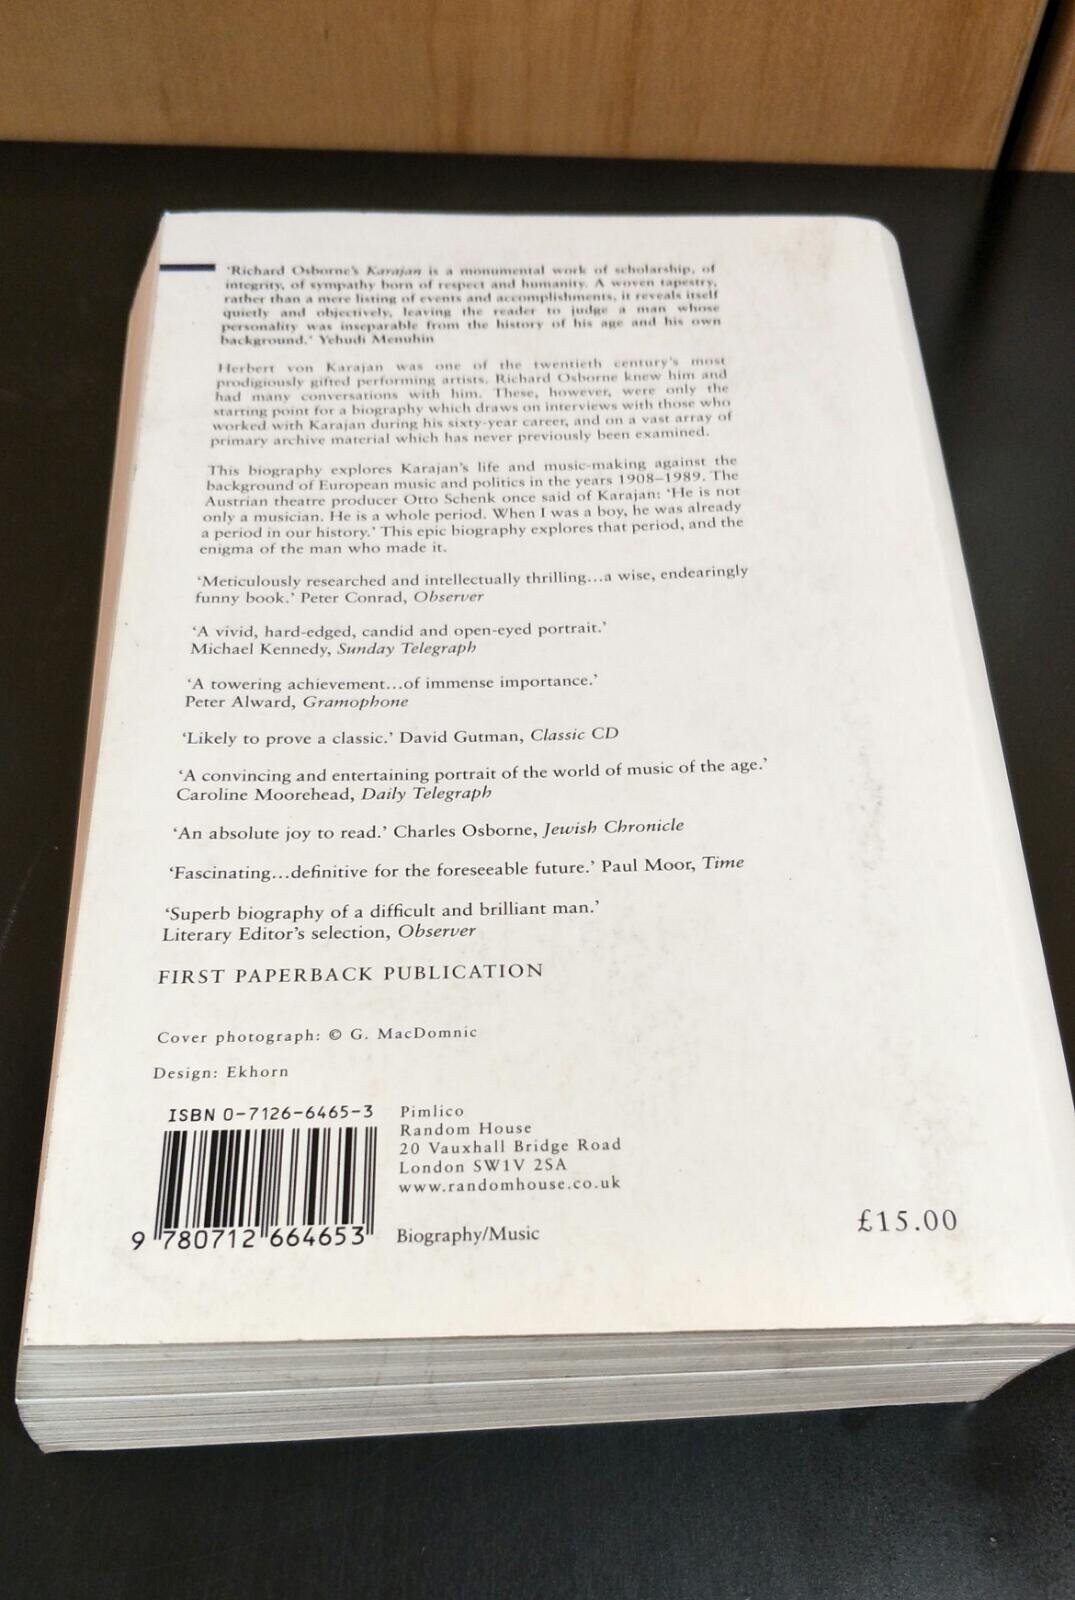 ‘Richard Osborne's Karajan is a monumental work of scholarship, of
integrity, of sympathy born of respect and humanity. A woven tapestry,
rather than a mere listing of events and accomplishments, it reveals itself
quietly and objectively, leaving the reader to judge a man whose
personality was inseparable from the history of his age and his own
background.’ Yehudi Menuhin
Herbert von Karajan was one of the twentieth century's most
prodigiously gifted performing artists. Richard Osborne knew him and
had many conversations with him. These, however, were only the
starting point for a biography which draws on interviews with those who
worked with Karajan during his sixty-year career, and on a vast array of
primary archive material which has never previously been examined.
This biography explores Karajan's life and music-making against the
background of European music and politics in the years 1908–1989. The
Austrian theatre producer Otto Schenk once said of Karajan: ‘He is not
only a musician. He is a whole period. When I was a boy, he was already
a period in our history.’ This epic biography explores that period, and the
enigma of the man who made it.
‘Meticulously researched and intellectually thrilling...a wise, endearingly
funny book.’ Peter Conrad, Observer
‘A vivid, hard-edged, candid and open-eyed portrait.’
Michael Kennedy, Sunday Telegraph
‘A towering achievement...of immense importance.’
Peter Alward, Gramophone
‘Likely to prove a classic.’ David Gutman, Classic CD
‘A convincing and entertaining portrait of the world of music of the age.’
Caroline Moorehead, Daily Telegraph
‘An absolute joy to read.’ Charles Osborne, Jewish Chronicle
‘Fascinating...definitive for the foreseeable future.’ Paul Moor, Time
‘Superb biography of a difficult and brilliant man.’
Literary Editor's selection, Observer
FIRST PAPERBACK PUBLICATION
Cover photograph: © G. MacDomnic
Design: Ekhorn
ISBN 0-7126-6465-3
9 780712 664653
Pimlico
Random House
20 Vauxhall Bridge Road
London SW1V 2SA
www.randomhouse.co.uk
Biography/Music
£15.00